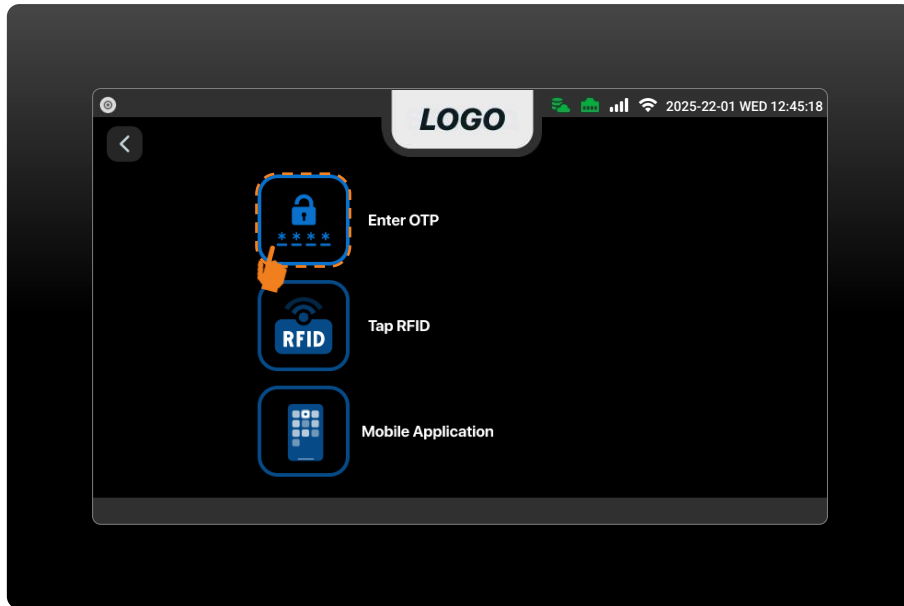 LOGO
2025-22-01 WED 12:45:18
Enter OTP
* * * *
Tap RFID
RFID
Mobile Application